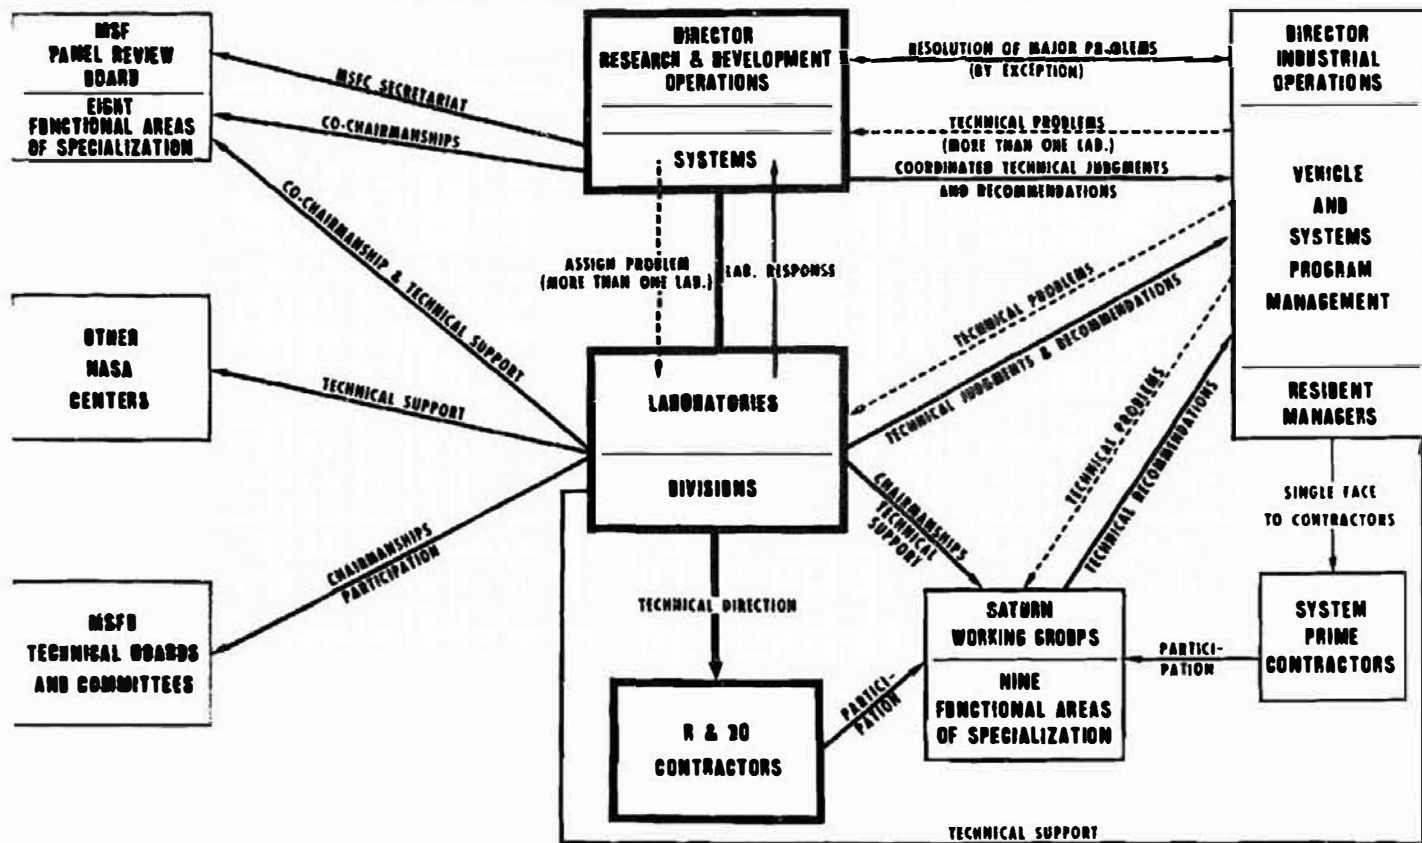 MSF
PANEL REVIEW
BOARD
EIGHT
FUNCTIONAL AREAS
OF SPECIALIZATION
MSFC SECRETARIAT
CO-CHAIRMANSHIPS
CO-CHAIRMANSHIP & TECHNICAL SUPPORT
DIRECTOR
RESEARCH & DEVELOPMENT
OPERATIONS
SYSTEMS
RESOLUTION OF MAJOR PROBLEMS
(BY EXCEPTION)
TECHNICAL PROBLEMS
(MORE THAN ONE LAB.)
COORDINATED TECHNICAL JUDGMENTS
AND RECOMMENDATIONS
DIRECTOR
INDUSTRIAL
OPERATIONS
VEHICLE
AND
SYSTEMS
PROGRAM
MANAGEMENT
RESIDENT
MANAGERS
ASSIGN PROBLEM
(MORE THAN ONE LAB.)
LAB. RESPONSE
TECHNICAL PROBLEMS
TECHNICAL JUDGMENTS & RECOMMENDATIONS
TECHNICAL PROBLEMS
TECHNICAL RECOMMENDATIONS
OTHER
NASA
CENTERS
TECHNICAL SUPPORT
LABORATORIES
DIVISIONS
CHAIRMANSHIPS
TECHNICAL
SUPPORT
SINGLE FACE
TO CONTRACTORS
CHAIRMANSHIPS
PARTICIPATION
TECHNICAL BOARDS
AND COMMITTEES
TECHNICAL DIRECTION
SATURN
WORKING GROUPS
NINE
FUNCTIONAL AREAS
OF SPECIALIZATION
PARTICI-
PATION
SYSTEM
PRIME
CONTRACTORS
PARTICI-
PATION
CONTRACTORS
TECHNICAL SUPPORT